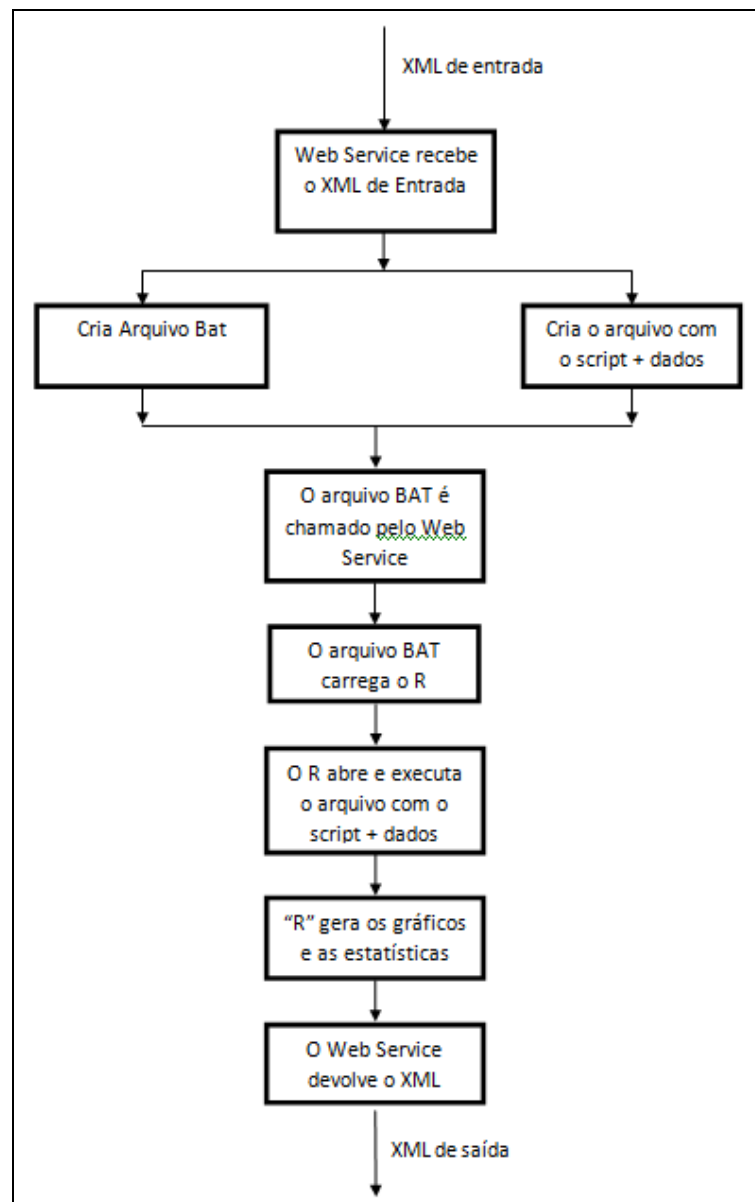 XML de entrada
Web Service recebe
o XML de Entrada
Cria Arquivo Bat
Cria o arquivo com
o script + dados
O arquivo BAT é
chamado pelo Web
Service
O arquivo BAT
carrega o R
O R abre e executa
o arquivo com o
script + dados
“R” gera os gráficos
e as estatísticas
O Web Service
devolve o XML
XML de saída